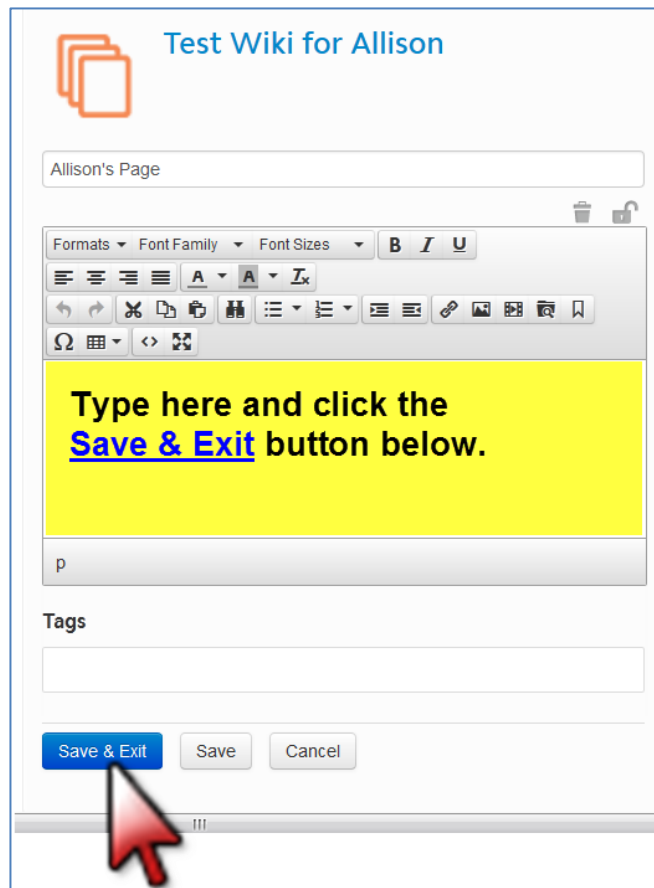 Test Wiki for Allison
Allison's Page
Formats Font Family Font Sizes B I U
A A Tx
Ω <>
Type here and click the
Save & Exit button below.
p
Tags
Save & Exit Save Cancel